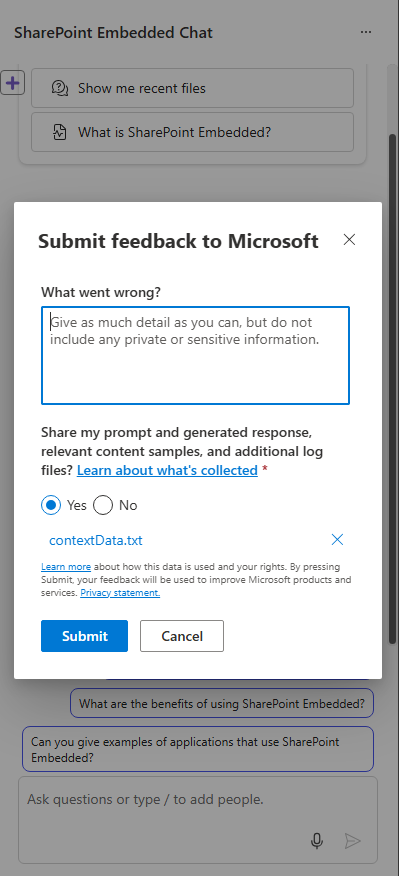 SharePoint Embedded Chat
Show me recent files
What is SharePoint Embedded?
Submit feedback to Microsoft
What went wrong?
Give as much detail as you can, but do not
include any private or sensitive information.
Share my prompt and generated response,
relevant content samples, and additional log
files? Learn about what's collected *
Yes No
contextData.txt
Learn more about how this data is used and your rights. By pressing
Submit, your feedback will be used to improve Microsoft products and
services. Privacy statement.
Submit Cancel
What are the benefits of using SharePoint Embedded?
Can you give examples of applications that use SharePoint
Embedded?
Ask questions or type / to add people.